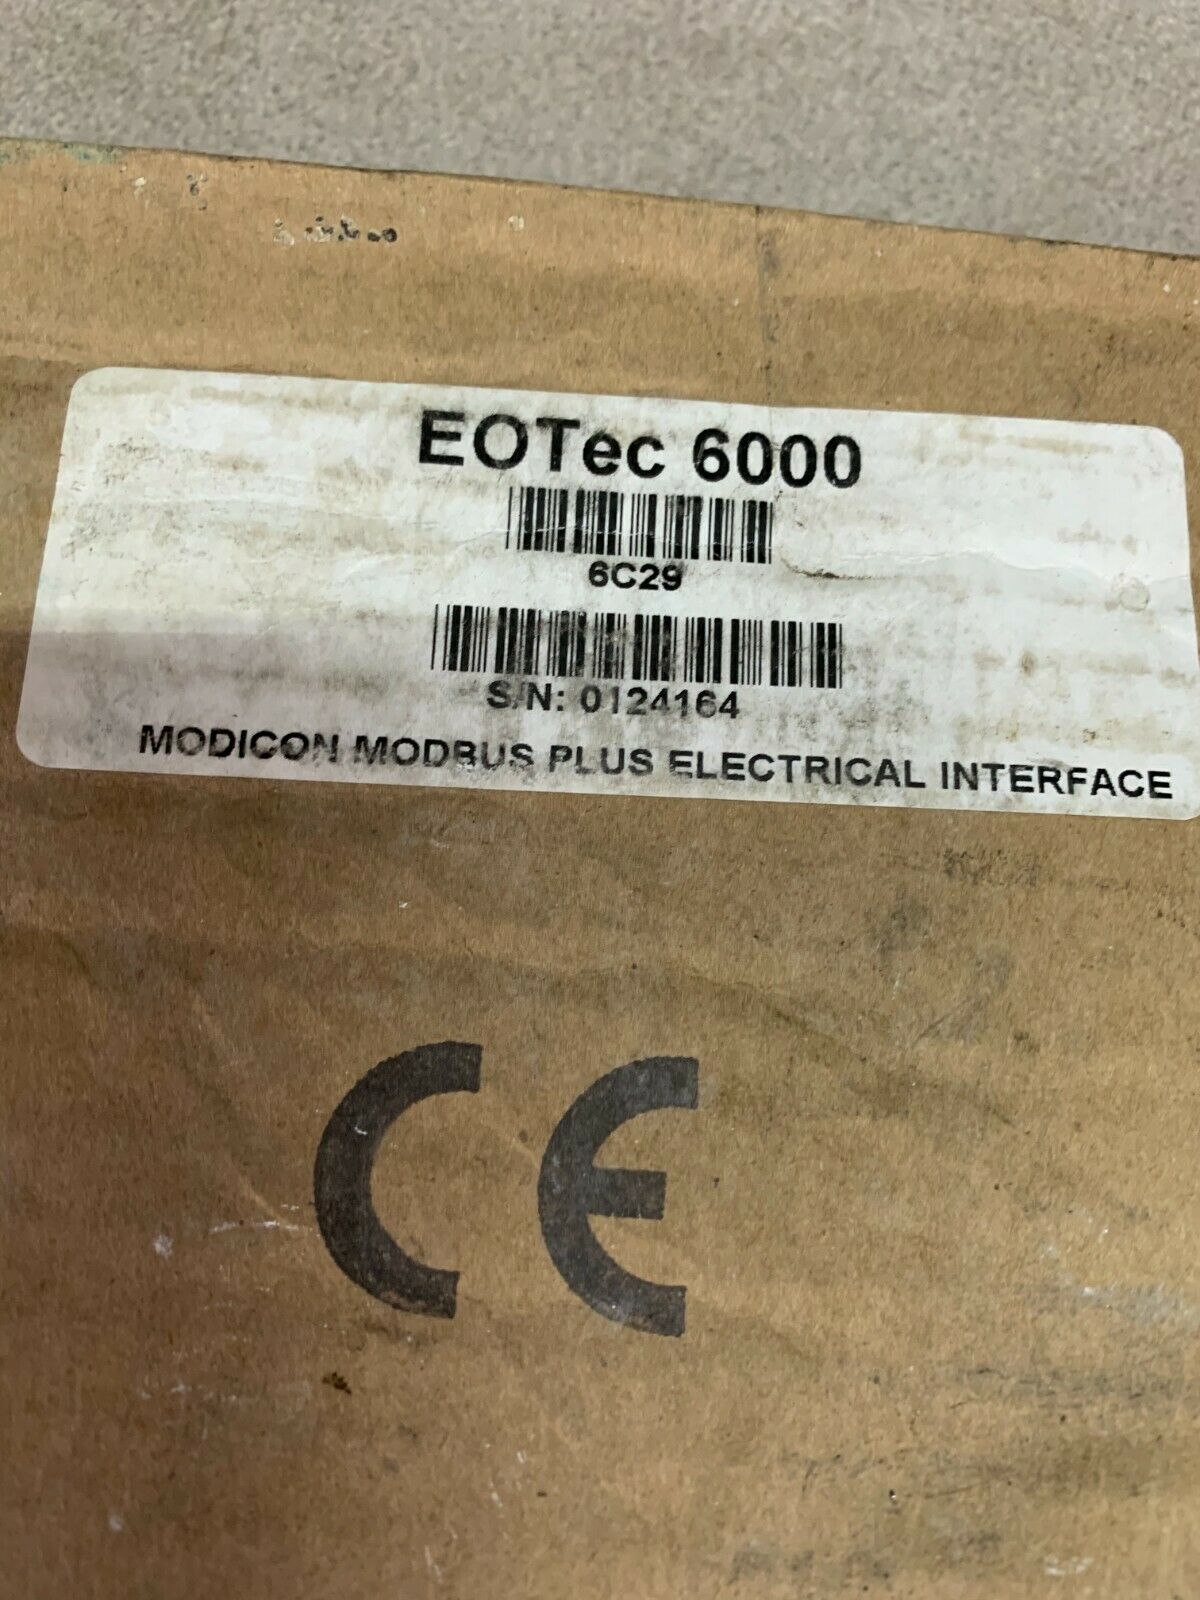 EOTec 6000
6C29
S/N: 0124164
MODICON MODBUS PLUS ELECTRICAL INTERFACE
CE